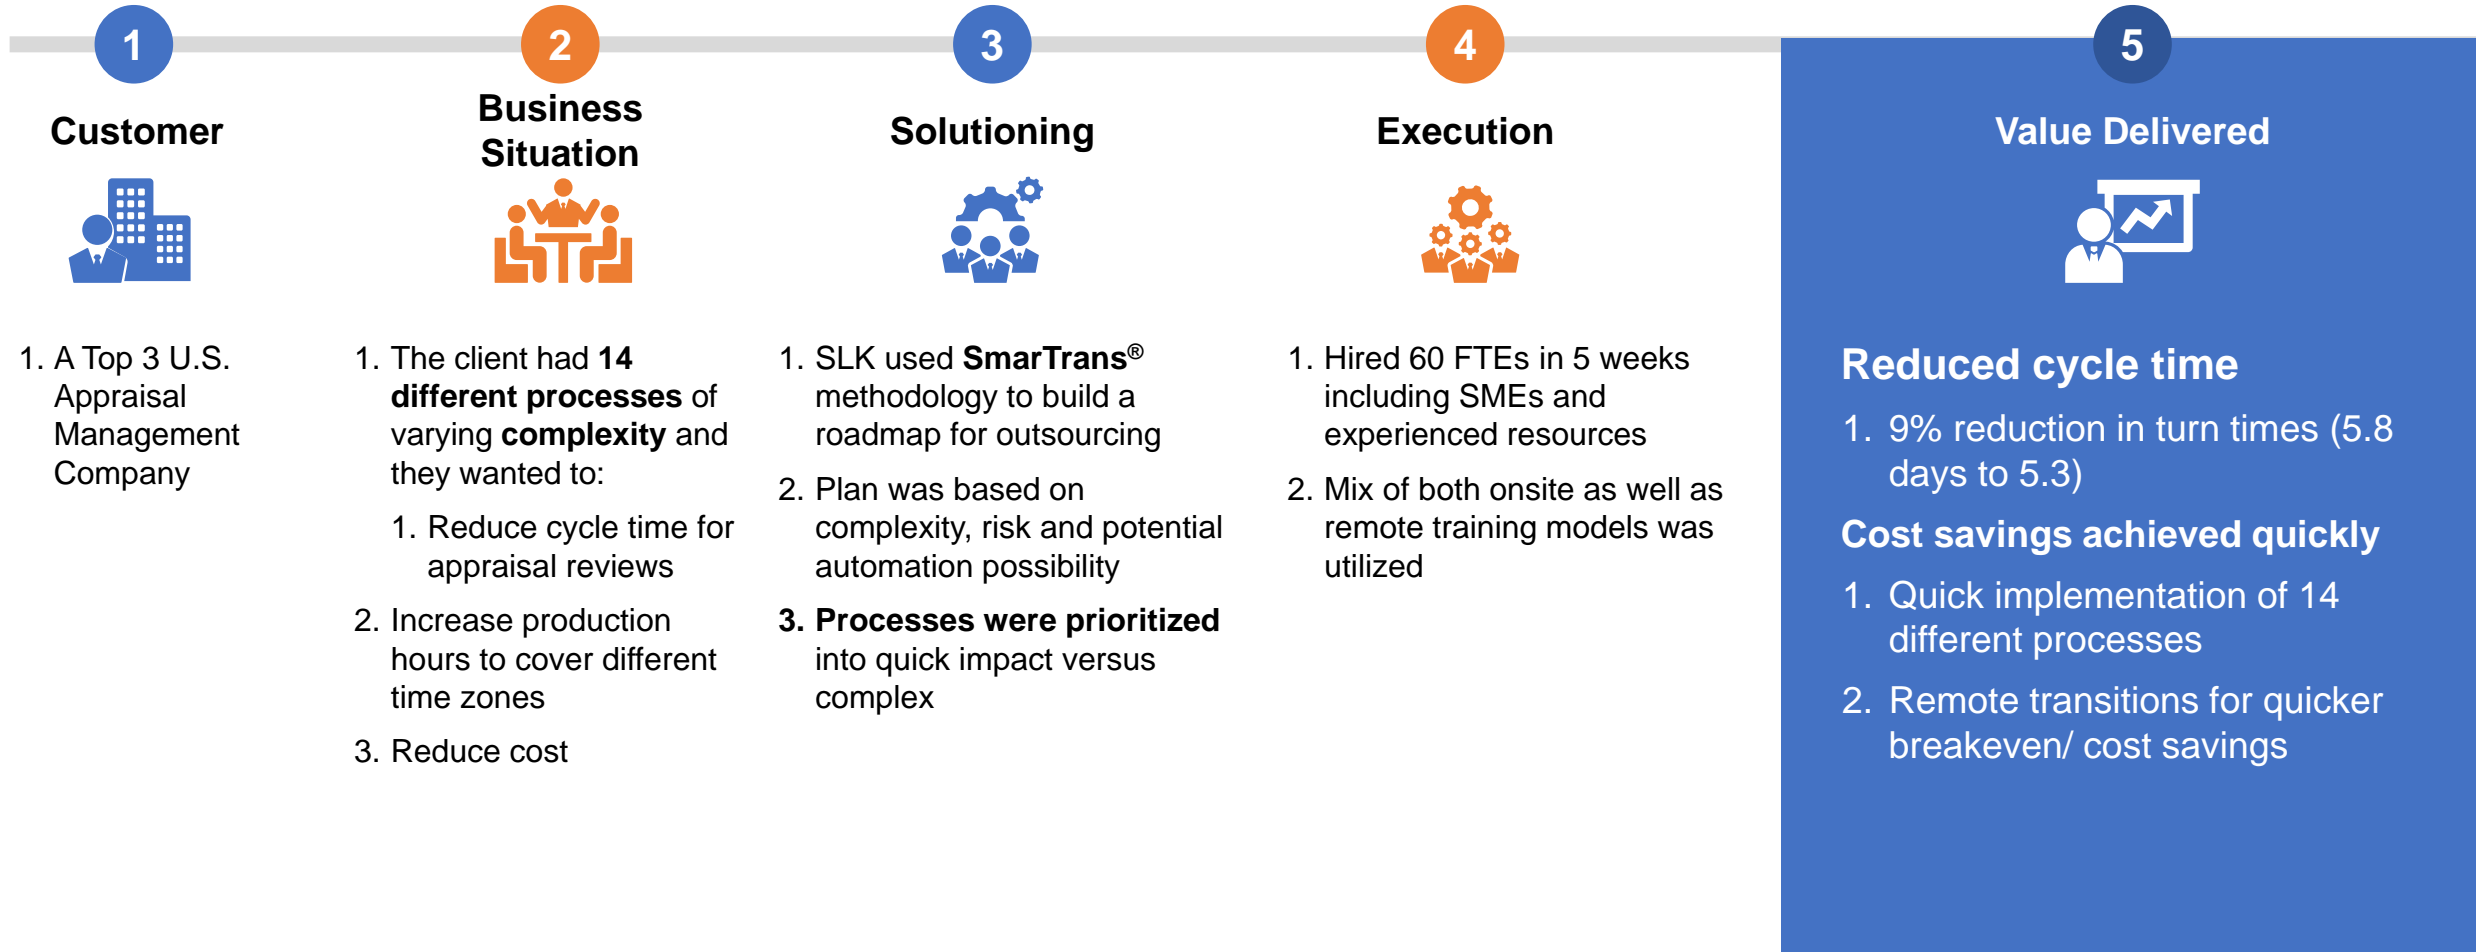 1
Customer
1. A Top 3 U.S.
Appraisal
Management
Company
2
Business
Situation
1. The client had 14
different processes of
varying complexity and
they wanted to:
1. Reduce cycle time for
appraisal reviews
2. Increase production
hours to cover different
time zones
3. Reduce cost
3
Solutioning
1. SLK used SmarTrans®
methodology to build a
roadmap for outsourcing
2. Plan was based on
complexity, risk and potential
automation possibility
3. Processes were prioritized
into quick impact versus
complex
4
Execution
1. Hired 60 FTEs in 5 weeks
including SMEs and
experienced resources
2. Mix of both onsite as well as
remote training models was
utilized
5
Value Delivered
Reduced cycle time
1. 9% reduction in turn times (5.8
days to 5.3)
Cost savings achieved quickly
1. Quick implementation of 14
different processes
2. Remote transitions for quicker
breakeven/ cost savings